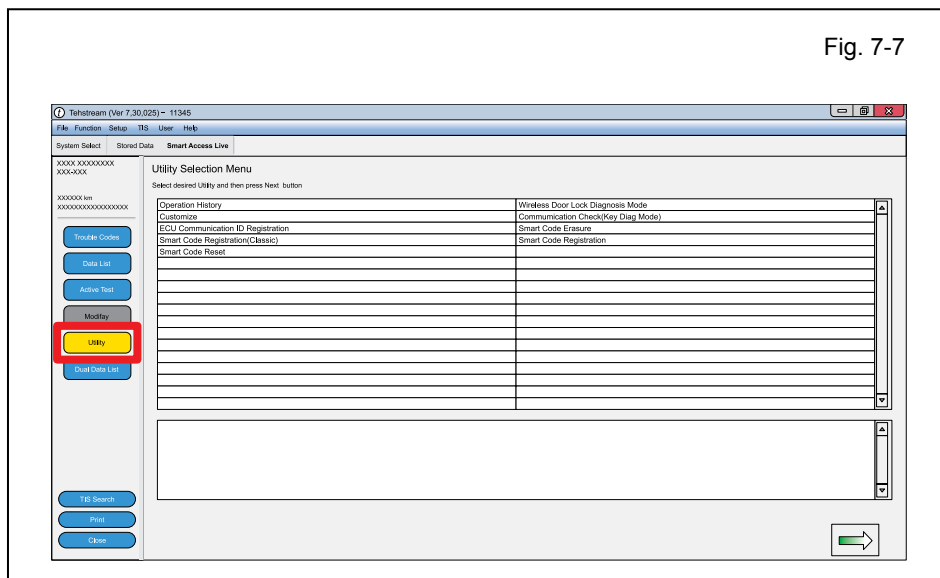 Fig. 7-7
Tehstream (Ver 7,30,025) – 11345
File Function Setup TIS User Help
System Select Stored Data Smart Access Live
XXXX XXXXXXXX
XXX-XXX
XXXXXX km
XXXXXXXXXXXXXXXXX
Trouble Codes
Data List
Active Test
Modifay
Utility
Dual Data List
TIS Search
Print
Close
Utility Selection Menu
Select desired Utility and then press Next button
Operation History Wireless Door Lock Diagnosis Mode
Customize Commumication Check(Key Diag Mode)
ECU Communication ID Registration Smart Code Erasure
Smart Code Registration(Classic) Smart Code Registration
Smart Code Reset